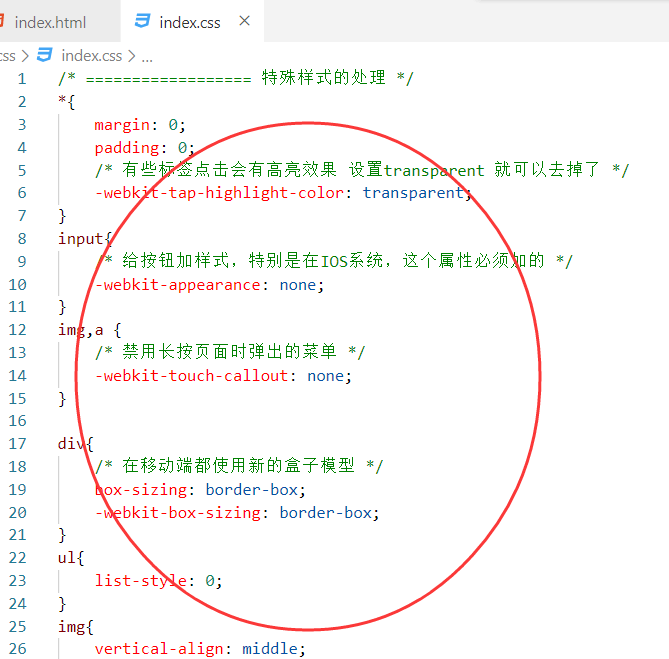 index.html
index.css ×
css > index.css > ...
1 /* ================== 特殊样式的处理 */
2 *{
3 margin: 0;
4 padding: 0;
5 /* 有些标签点击会有高亮效果 设置transparent 就可以去掉了 */
6 -webkit-tap-highlight-color: transparent;
7 }
8 input{
9 /* 给按钮加样式，特别是在IOS系统，这个属性必须加的 */
10 -webkit-appearance: none;
11 }
12 img,a {
13 /* 禁用长按页面时弹出的菜单 */
14 -webkit-touch-callout: none;
15 }
16
17 div{
18 /* 在移动端都使用新的盒子模型 */
19 box-sizing: border-box;
20 -webkit-box-sizing: border-box;
21 }
22 ul{
23 list-style: 0;
24 }
25 img{
26 vertical-align: middle;